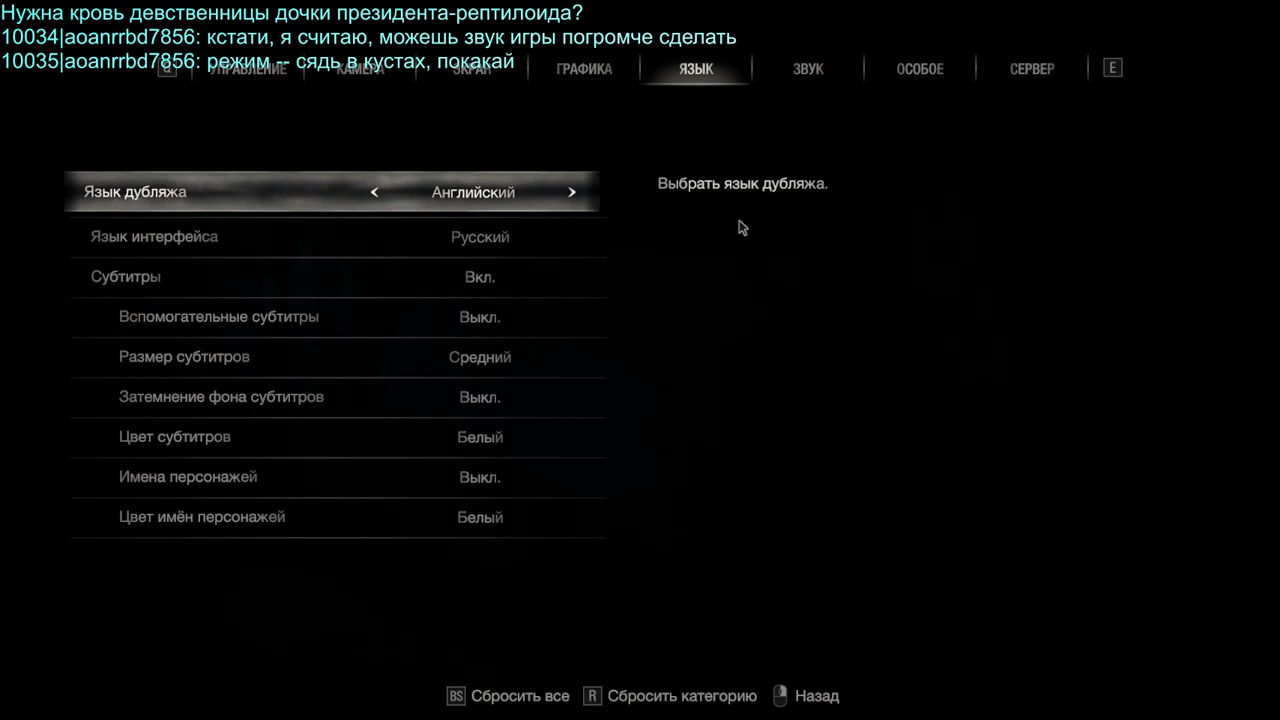 Нужна кровь девственницы дочки президента-рептилоида?
10034|aoanrrbd7856: кстати, я считаю, можешь звук игры погромче сделать
10035|aoanrrbd7856: режим -- сядь в кустах, покакай
Q УПРАВЛЕНИЕ КАМЕРА ЭКРАН ГРАФИКА ЯЗЫК ЗВУК ОСОБОЕ СЕРВЕР E
Язык дубляжа < Английский >
Выбрать язык дубляжа.
Язык интерфейса Русский
Субтитры Вкл.
Вспомогательные субтитры Выкл.
Размер субтитров Средний
Затемнение фона субтитров Выкл.
Цвет субтитров Белый
Имена персонажей Выкл.
Цвет имён персонажей Белый
BS Сбросить все R Сбросить категорию Назад